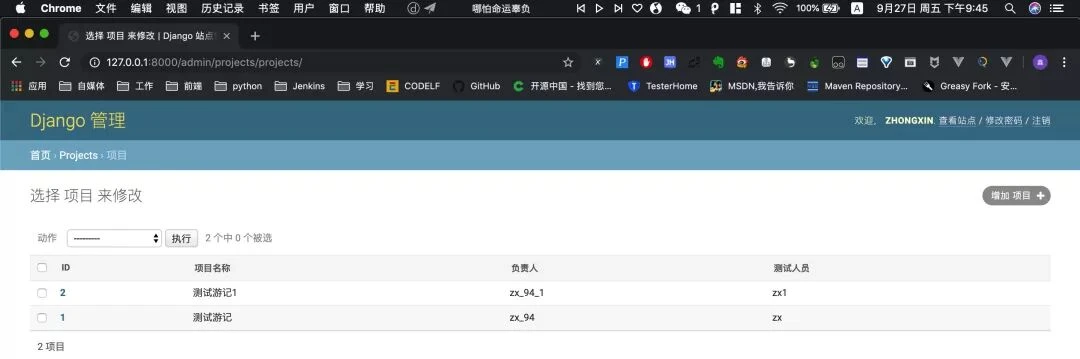 Chrome 文件 编辑 视图 历史记录 书签 用户 窗口 帮助 哪怕命运辜负 1 100% 9月27日 周五 下午9:45
选择 项目 来修改 | Django 站点
127.0.0.1:8000/admin/projects/projects/
应用 自媒体 工作 前端 python Jenkins 学习 CODELF GitHub 开源中国 - 找到您... TesterHome MSDN,我告诉你 Maven Repository... Greasy Fork - 安...
Django 管理
欢迎， ZHONGXIN. 查看站点 / 修改密码 / 注销
首页 › Projects › 项目
选择 项目 来修改
增加 项目 +
动作 --------- 执行 2 个中 0 个被选
ID 项目名称 负责人 测试人员
2 测试游记1 zx_94_1 zx1
1 测试游记 zx_94 zx
2 项目